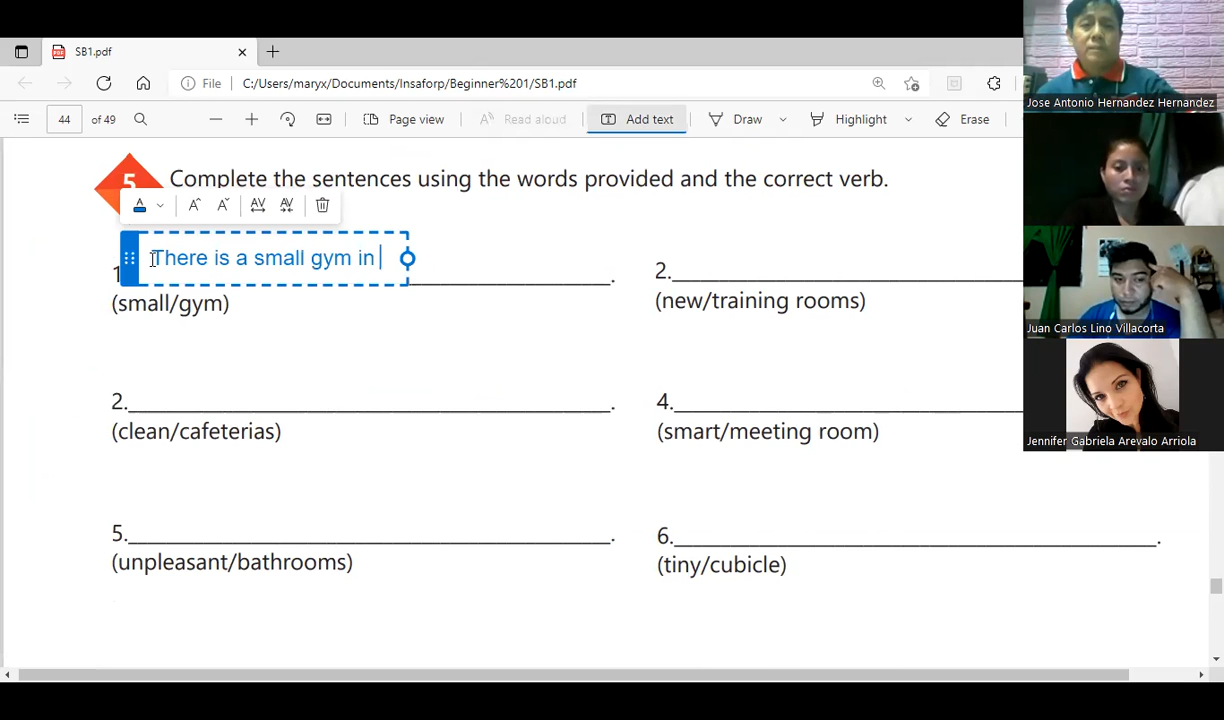 SB1.pdf
File C:/Users/maryx/Documents/Insaforp/Beginner%201/SB1.pdf
44 of 49 Page view Read aloud Add text Draw Highlight Erase
5 Complete the sentences using the words provided and the correct verb.
There is a small gym in
1 .
(small/gym)
2.
(new/training rooms)
2. .
(clean/cafeterias)
4.
(smart/meeting room)
5. .
(unpleasant/bathrooms)
6. .
(tiny/cubicle)
Jose Antonio Hernandez Hernandez
Juan Carlos Lino Villacorta
Jennifer Gabriela Arevalo Arriola